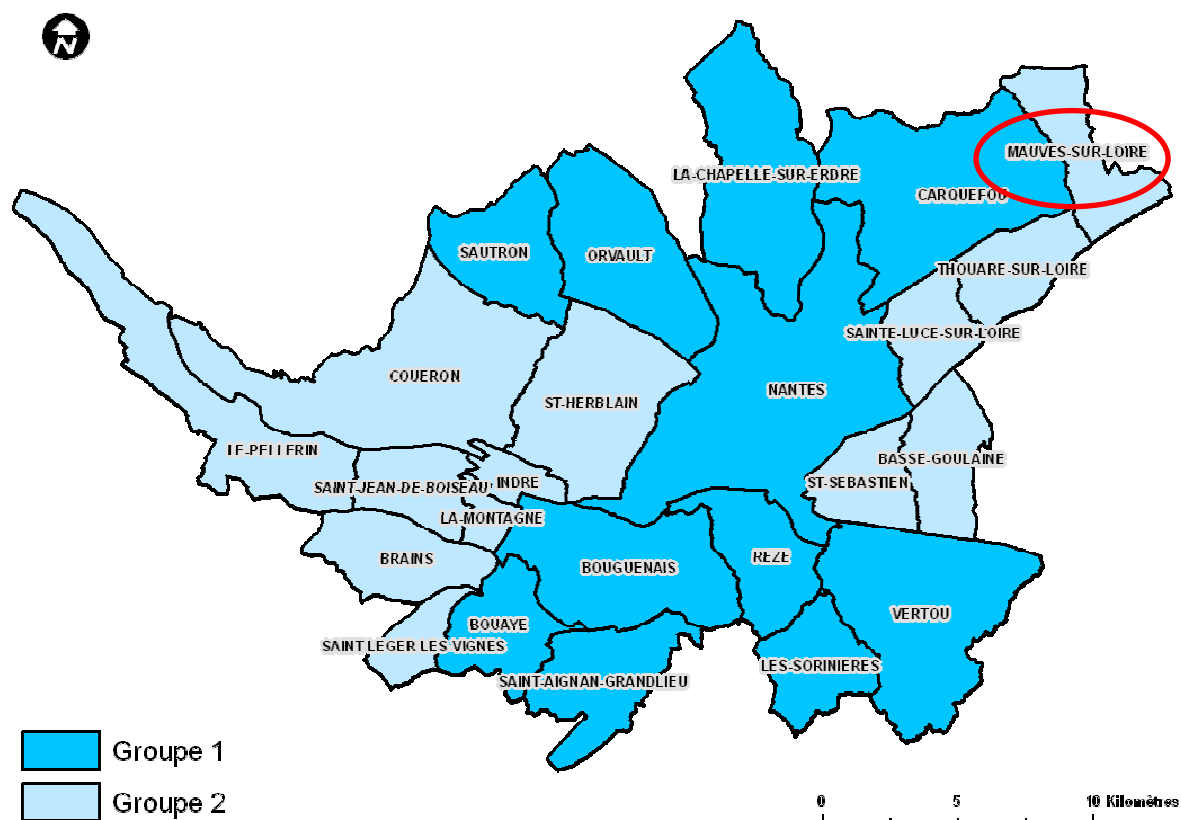 N
MAUVES-SUR-LOIRE
LA-CHAPELLE-SUR-ERDRE
CARQUEFOU
SAUTRON
ORVAULT
THOUARE-SUR-LOIRE
SAINTE-LUCE-SUR-LOIRE
COUERON
NANTES
ST-HERBLAIN
LE-PELLERIN
BASSE-GOULAINE
SAINT-JEAN-DE-BOISEAU
INDRE
ST-SEBASTIEN
LA-MONTAGNE
BRAINS
BOUGUENAIS
REZE
VERTOU
BOUAYE
SAINT LEGER LES VIGNES
LES-SORINIERES
SAINT-AIGNAN-GRANDLIEU
Groupe 1
Groupe 2
0 5 10 Kilomètres